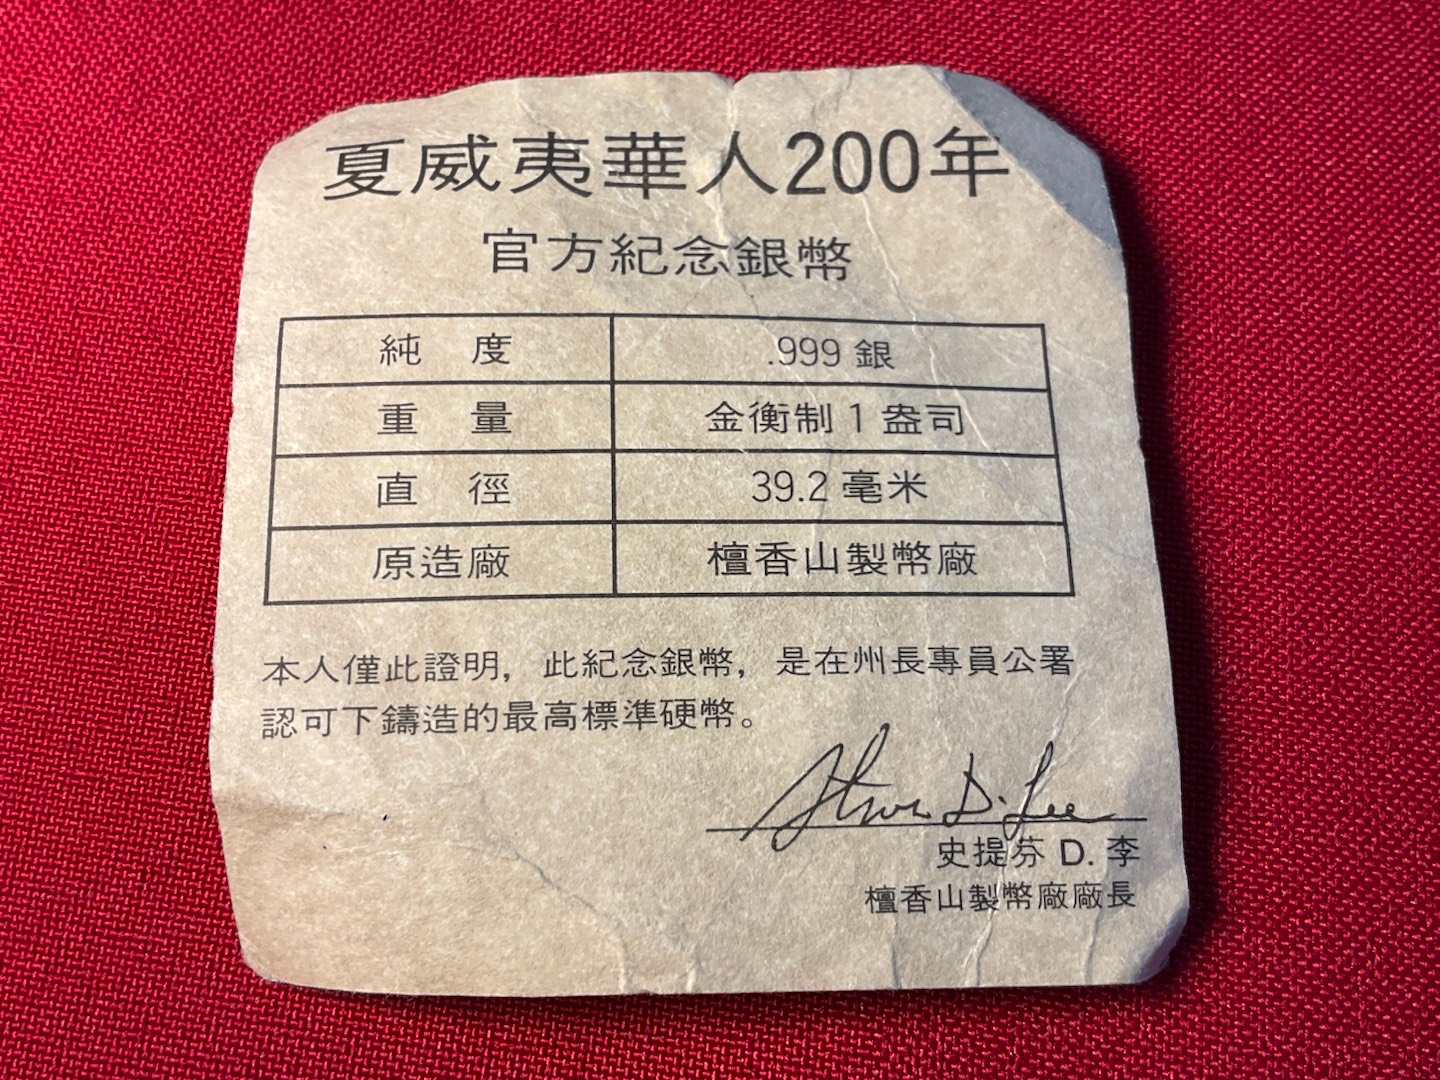 夏威夷華人200年
官方紀念銀幣
純 度 .999 銀
重 量 金衡制 1 盎司
直 徑 39.2 毫米
原造廠 檀香山製幣廠
本人僅此證明，此紀念銀幣，是在州長專員公署
認可下鑄造的最高標準硬幣。
Steven D. Lee
史提芬 D. 李
檀香山製幣廠廠長